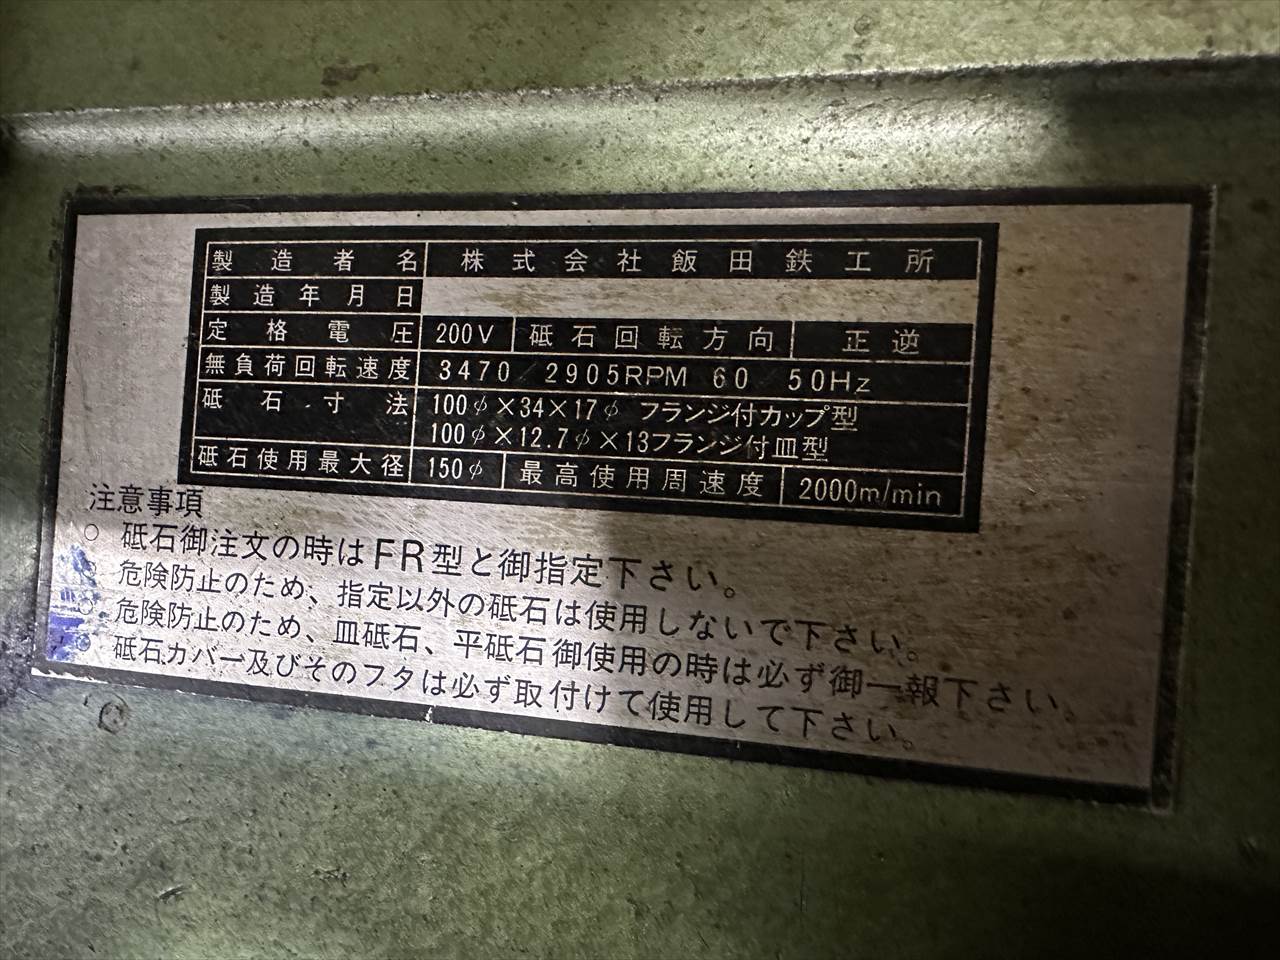 製造者名 株式会社飯田鉄工所
製造年月日
定格電圧 200V 砥石回転方向 正逆
無負荷回転速度 3470/2905RPM 60/50Hz
砥石寸法 100φ×34×17φ フランジ付カップ型
100φ×12.7φ×13フランジ付皿型
砥石使用最大径 150φ 最高使用周速度 2000m/min
注意事項
○ 砥石御注文の時はFR型と御指定下さい。
○ 危険防止のため、指定以外の砥石は使用しないで下さい。
○ 危険防止のため、皿砥石、平砥石御使用の時は必ず御一報下さい。
○ 砥石カバー及びそのフタは必ず取付けて使用して下さい。